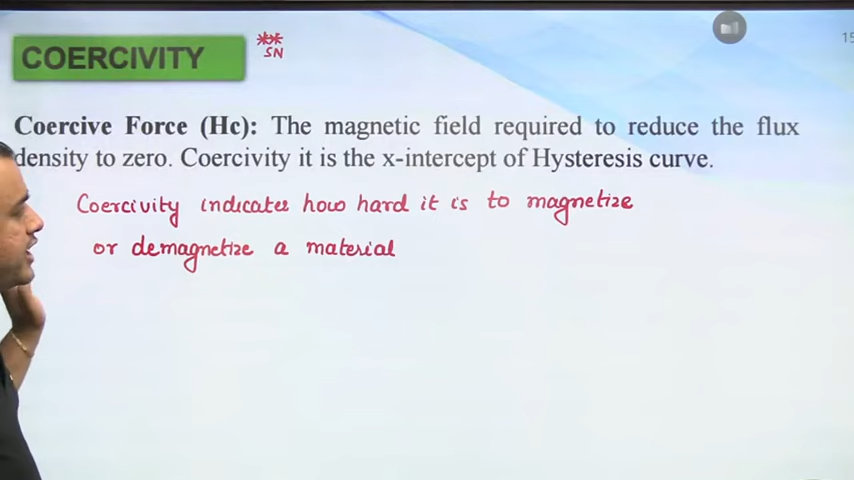 COERCIVITY
***
SN
15
Coercive Force (Hc): The magnetic field required to reduce the flux
density to zero. Coercivity it is the x-intercept of Hysteresis curve.
Coercivity indicates how hard it is to magnetize
or demagnetize a material